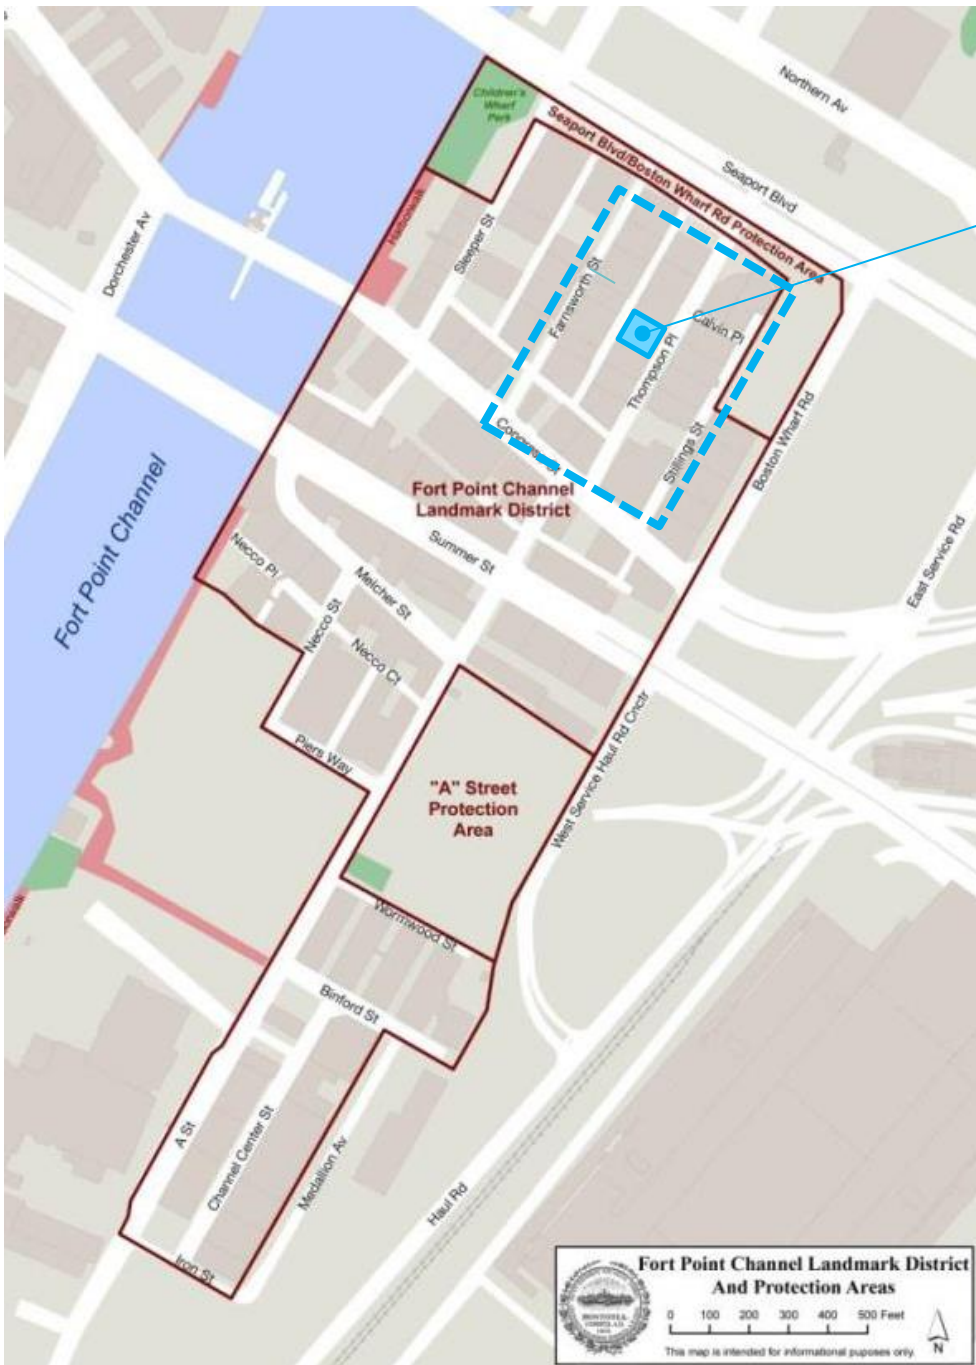 Northern Av
Children's
Wharf
Park
Seaport Blvd/Boston Wharf Rd Protection Area
Seaport Blvd
Harborwalk
Dorchester Av
Sleeper St
Farnsworth St
Calvin Pl
Thompson Pl
Boston Wharf Rd
Congress St
Stillings St
Fort Point Channel
Landmark District
Fort Point Channel
Summer St
East Service Rd
Necco Pl
Melcher St
Necco St
Necco Ct
West Service Haul Rd Cnctr
Piers Way
"A" Street
Protection
Area
Wormwood St
Binford St
A St
Channel Center St
Medallion Av
Haul Rd
Iron St
Fort Point Channel Landmark District
And Protection Areas
0 100 200 300 400 500 Feet
This map is intended for informational puposes only.
N